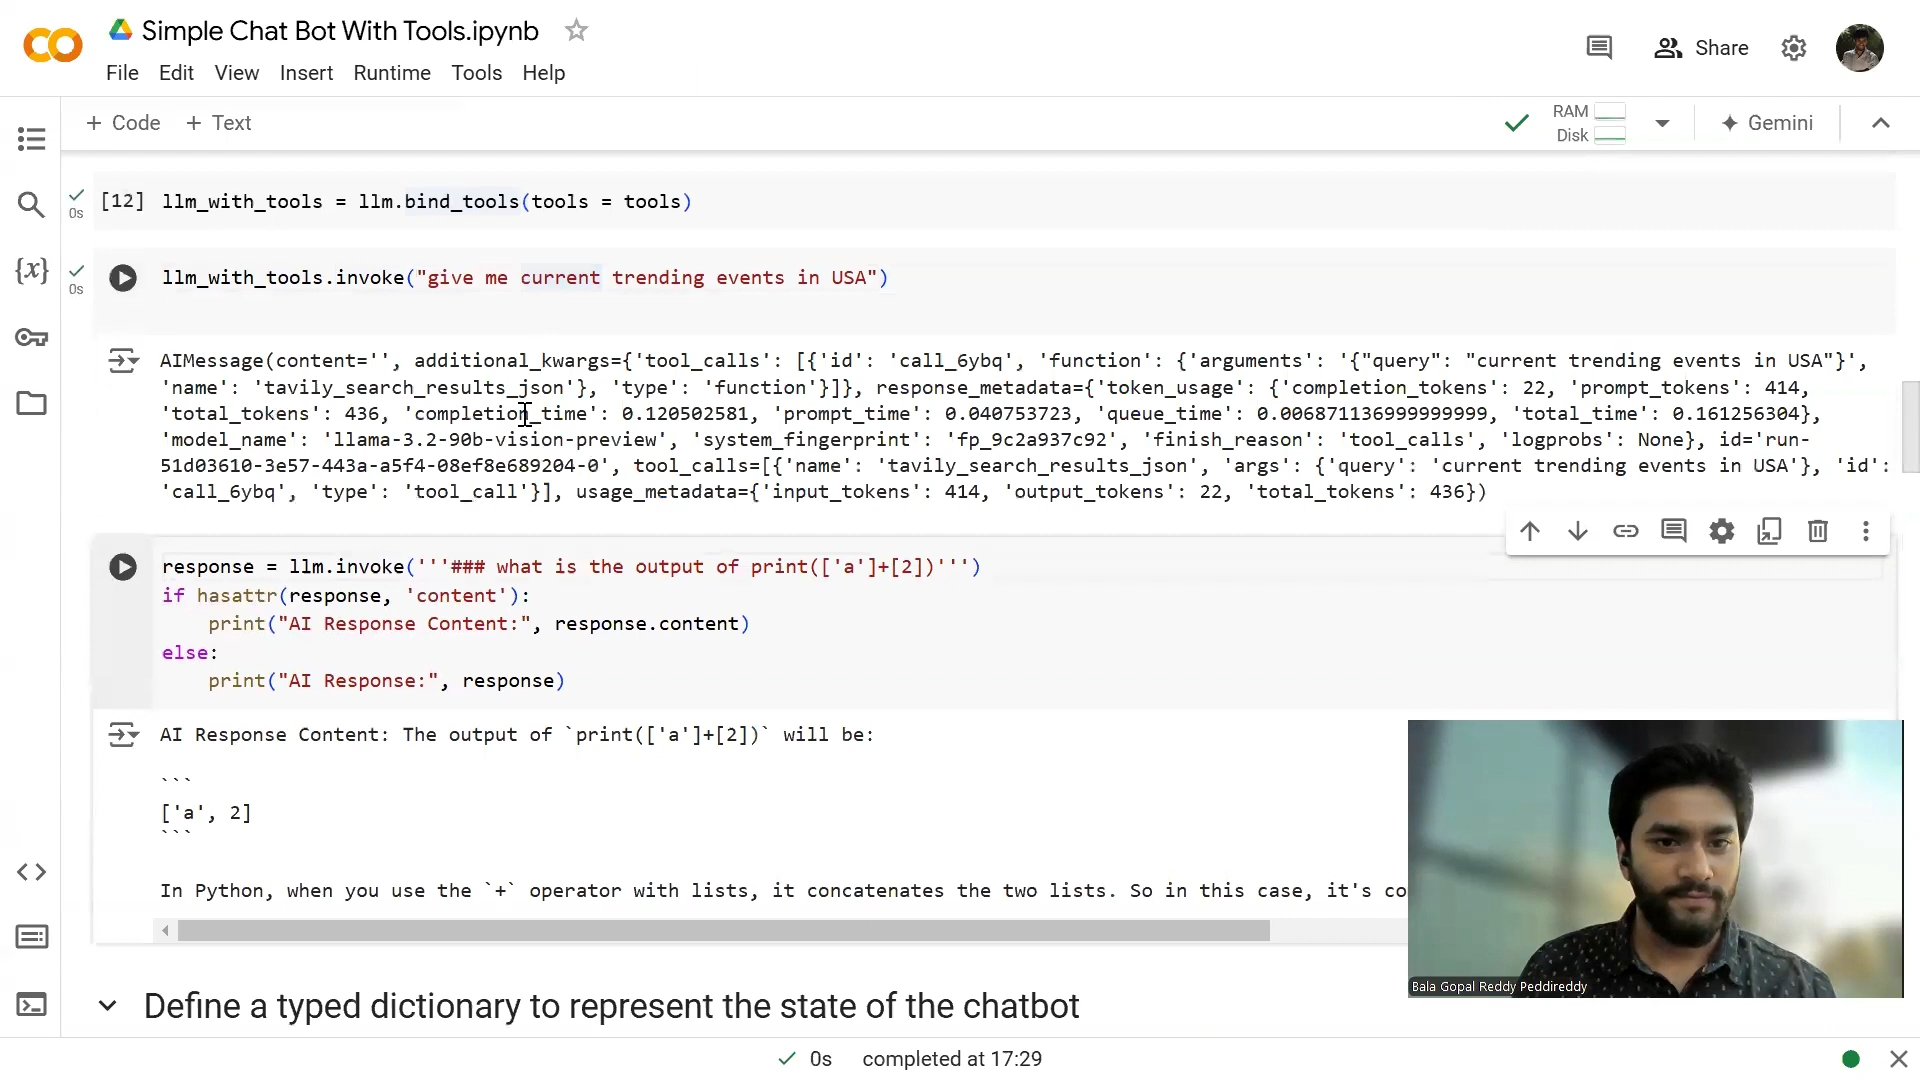 Simple Chat Bot With Tools.ipynb
File Edit View Insert Runtime Tools Help
Share
+ Code + Text
RAM
Disk
Gemini
0s
[12] llm_with_tools = llm.bind_tools(tools = tools)
0s
llm_with_tools.invoke("give me current trending events in USA")
AIMessage(content='', additional_kwargs={'tool_calls': [{'id': 'call_6ybq', 'function': {'arguments': '{"query": "current trending events in USA"}',
'name': 'tavily_search_results_json'}, 'type': 'function'}]}, response_metadata={'token_usage': {'completion_tokens': 22, 'prompt_tokens': 414,
'total_tokens': 436, 'completion_time': 0.120502581, 'prompt_time': 0.040753723, 'queue_time': 0.006871136999999999, 'total_time': 0.161256304},
'model_name': 'llama-3.2-90b-vision-preview', 'system_fingerprint': 'fp_9c2a937c92', 'finish_reason': 'tool_calls', 'logprobs': None}, id='run-
51d03610-3e57-443a-a5f4-08ef8e689204-0', tool_calls=[{'name': 'tavily_search_results_json', 'args': {'query': 'current trending events in USA'}, 'id':
'call_6ybq', 'type': 'tool_call'}], usage_metadata={'input_tokens': 414, 'output_tokens': 22, 'total_tokens': 436})
response = llm.invoke('''### what is the output of print(['a']+[2])''')
if hasattr(response, 'content'):
    print("AI Response Content:", response.content)
else:
    print("AI Response:", response)
AI Response Content: The output of `print(['a']+[2])` will be:
```
['a', 2]
```
In Python, when you use the `+` operator with lists, it concatenates the two lists. So in this case, it's co
Bala Gopal Reddy Peddireddy
Define a typed dictionary to represent the state of the chatbot
0s completed at 17:29